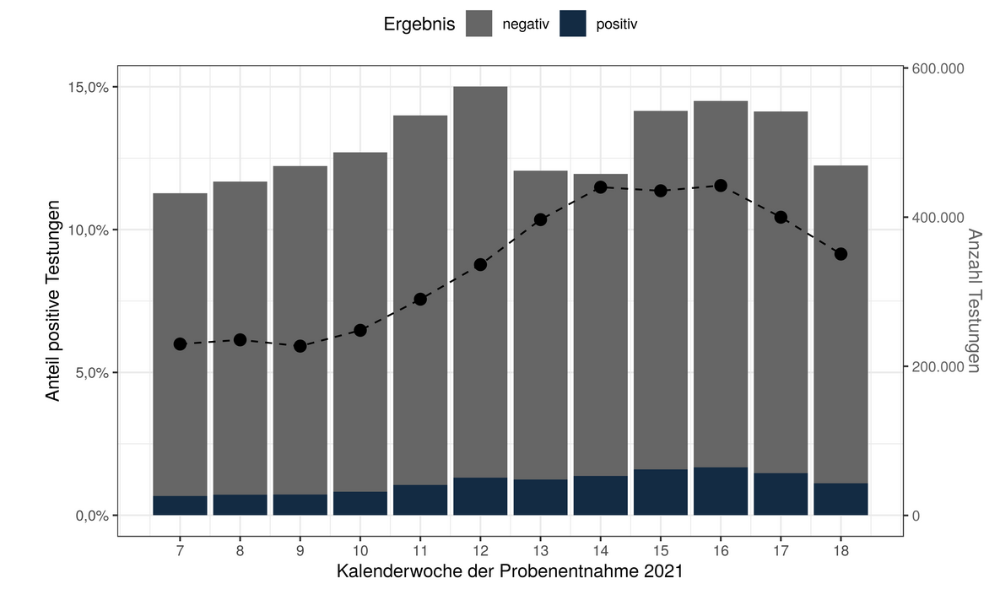 Ergebnis negativ positiv
Anteil positive Testungen
15,0%
10,0%
5,0%
0,0%
600.000
400.000
200.000
0
Anzahl Testungen
7 8 9 10 11 12 13 14 15 16 17 18
Kalenderwoche der Probenentnahme 2021